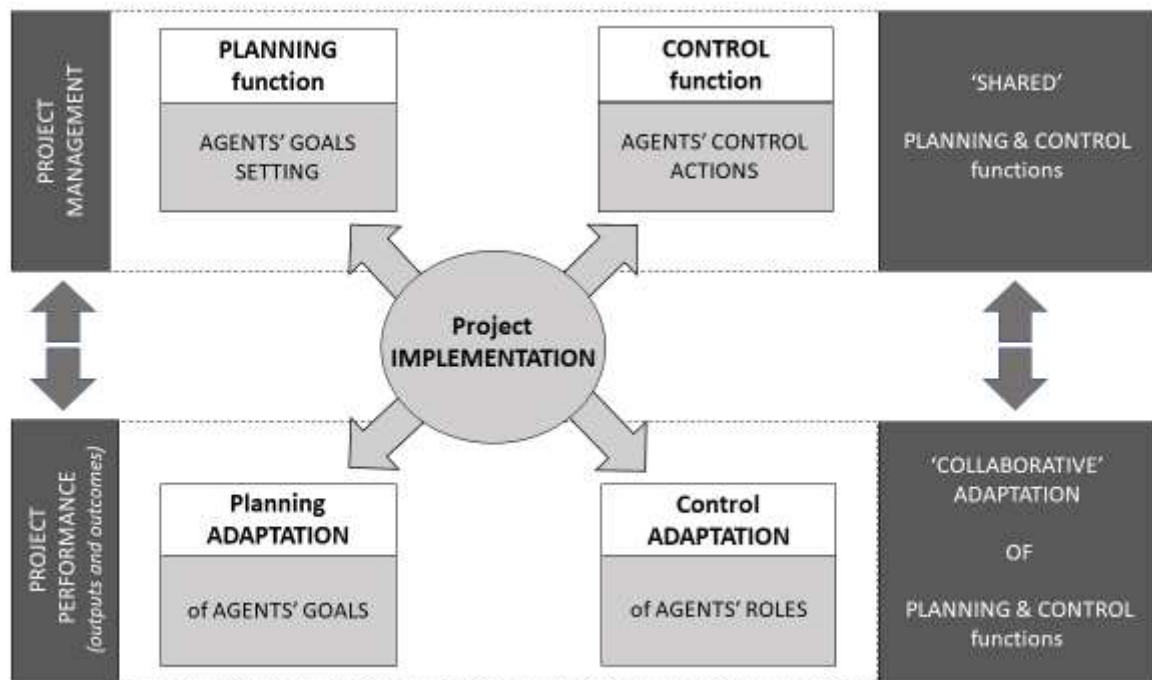 PROJECT
MANAGEMENT
PLANNING
function
AGENTS’ GOALS
SETTING
CONTROL
function
AGENTS’ CONTROL
ACTIONS
‘SHARED’
PLANNING & CONTROL
functions
Project
IMPLEMENTATION
PROJECT
PERFORMANCE
(outputs and outcomes)
Planning
ADAPTATION
of AGENTS’ GOALS
Control
ADAPTATION
of AGENTS’ ROLES
‘COLLABORATIVE’
ADAPTATION
OF
PLANNING & CONTROL
functions